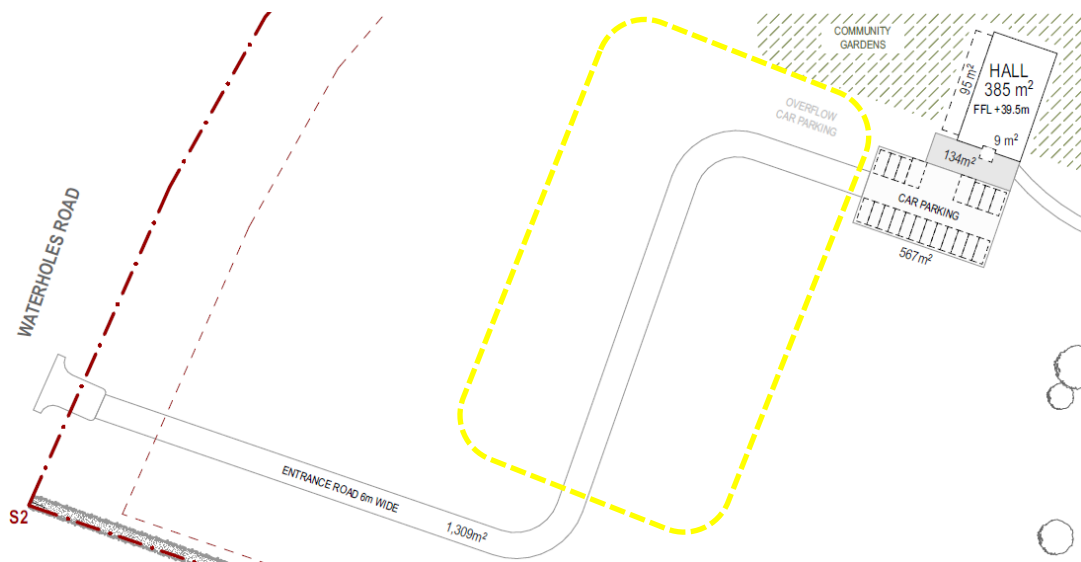 COMMUNITY
GARDENS
HALL
385 m²
FFL +39.5m
95 m²
9 m²
134m²
OVERFLOW
CAR PARKING
CAR PARKING
567m²
WATERHOLES ROAD
ENTRANCE ROAD 6m WIDE
1,309m²
S2